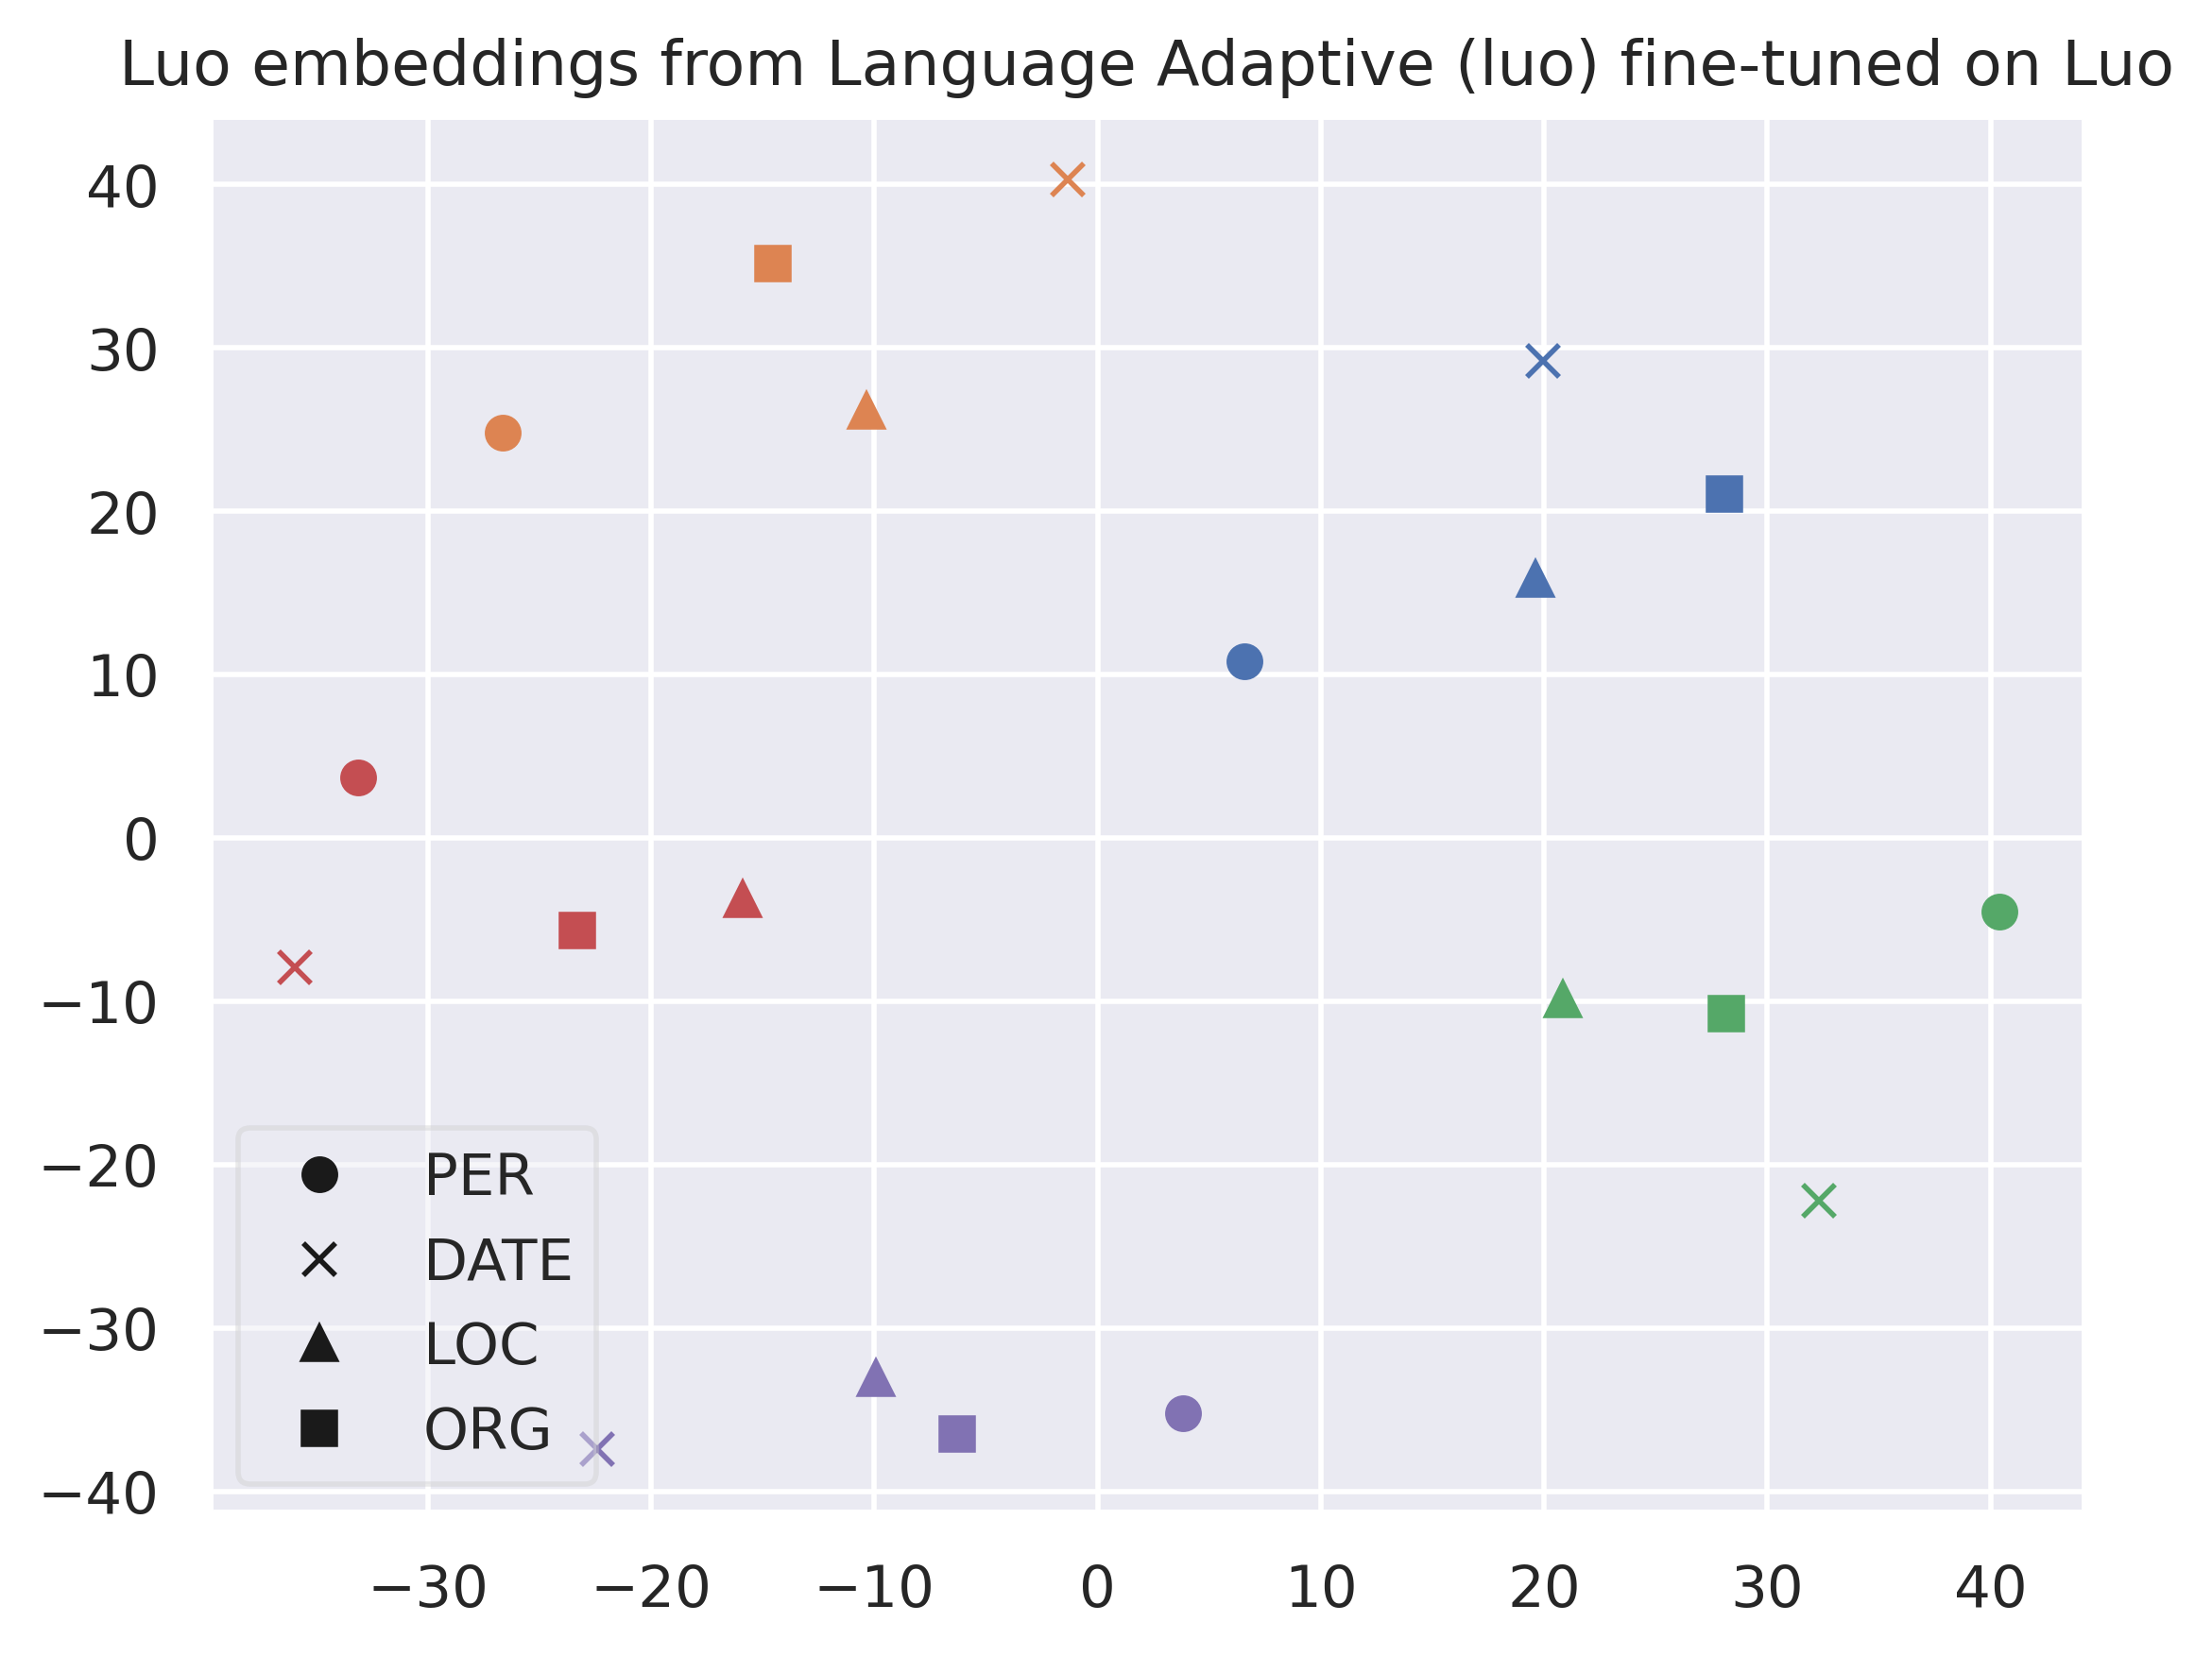 Luo embeddings from Language Adaptive (luo) fine-tuned on Luo
40
30
20
10
0
−10
−20
−30
−40
PER
DATE
LOC
ORG
−30 −20 −10 0 10 20 30 40